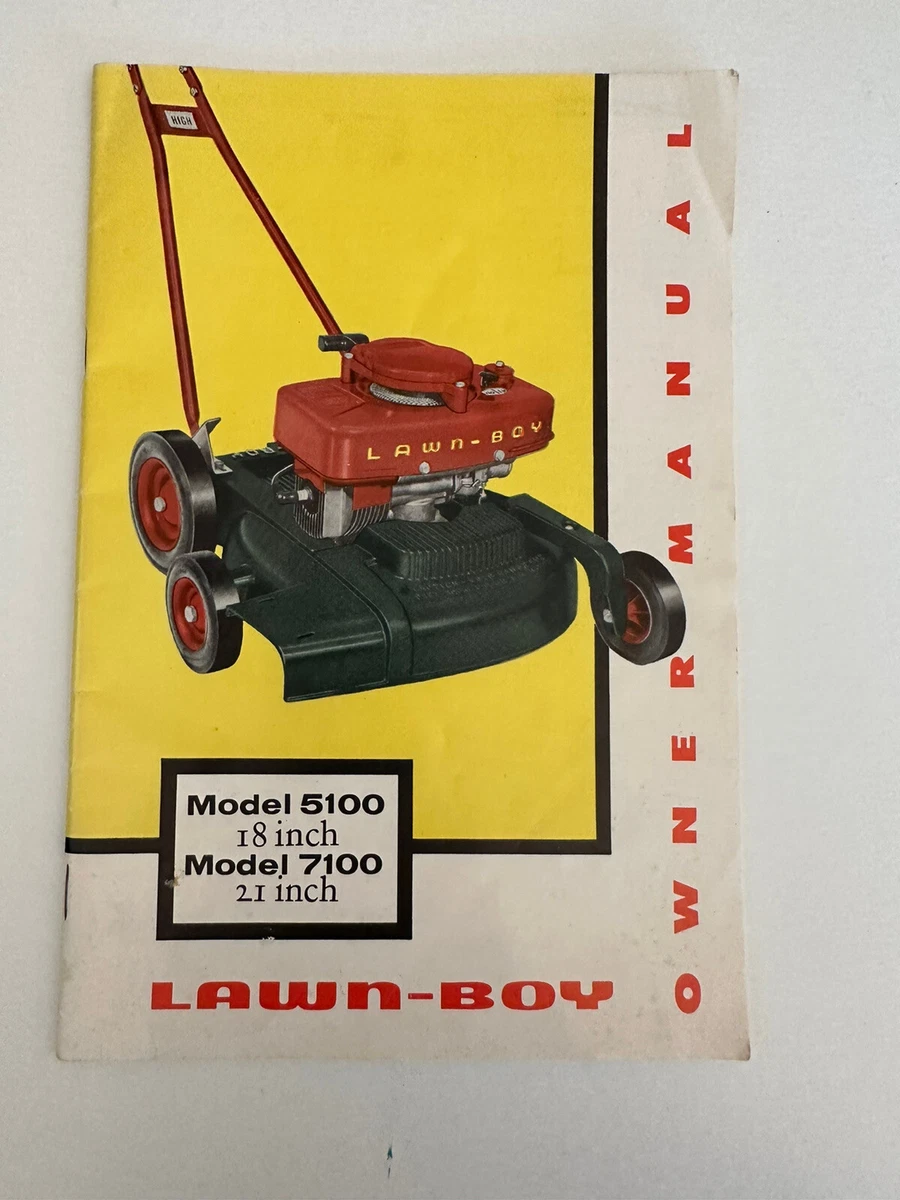 HIGH
LAWN-BOY
Model 5100
18 inch
Model 7100
21 inch
LAWN-BOY
OWNER MANUAL